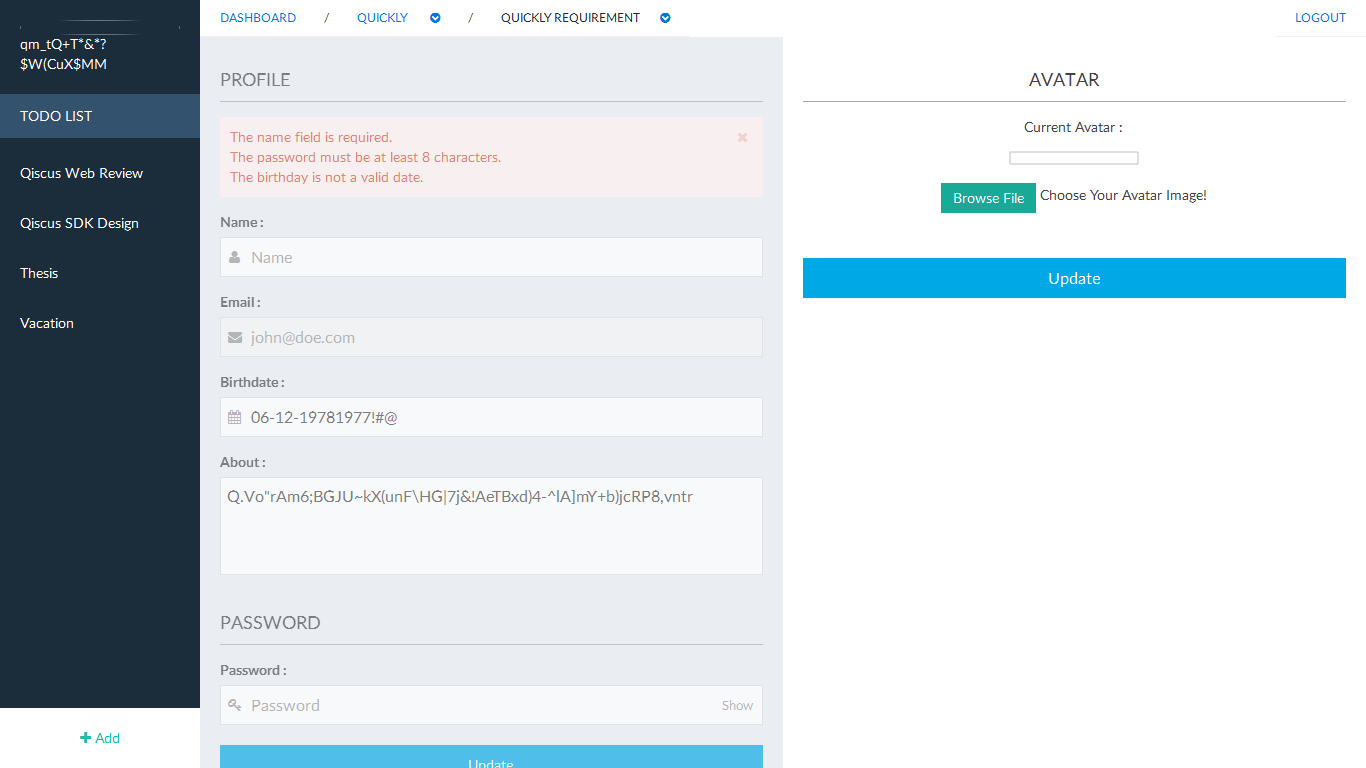 qm_tQ+T*&*?
$W(CuX$MM
TODO LIST
Qiscus Web Review
Qiscus SDK Design
Thesis
Vacation
Add
DASHBOARD / QUICKLY / QUICKLY REQUIREMENT
LOGOUT
PROFILE
The name field is required.
The password must be at least 8 characters.
The birthday is not a valid date.
Name :
Name
Email :
john@doe.com
Birthdate :
06-12-19781977!#@
About :
Q.Vo"rAm6;BGJU~kX(unF\HG|7j&!AeTBxd)4-^lA]mY+b)jcRP8,vntr
PASSWORD
Password :
Password
Show
Update
AVATAR
Current Avatar :
Browse File
Choose Your Avatar Image!
Update